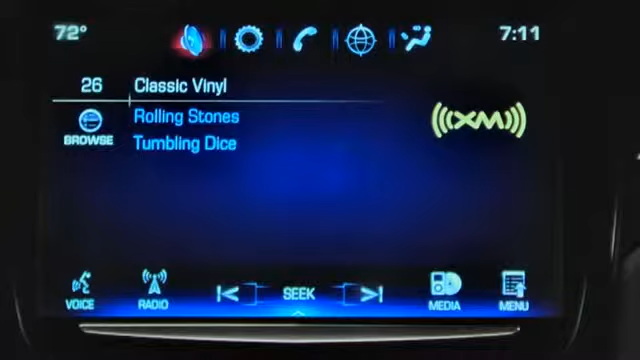 72°
7:11
26
Classic Vinyl
BROWSE
Rolling Stones
Tumbling Dice
XM
VOICE
RADIO
SEEK
MEDIA
MENU